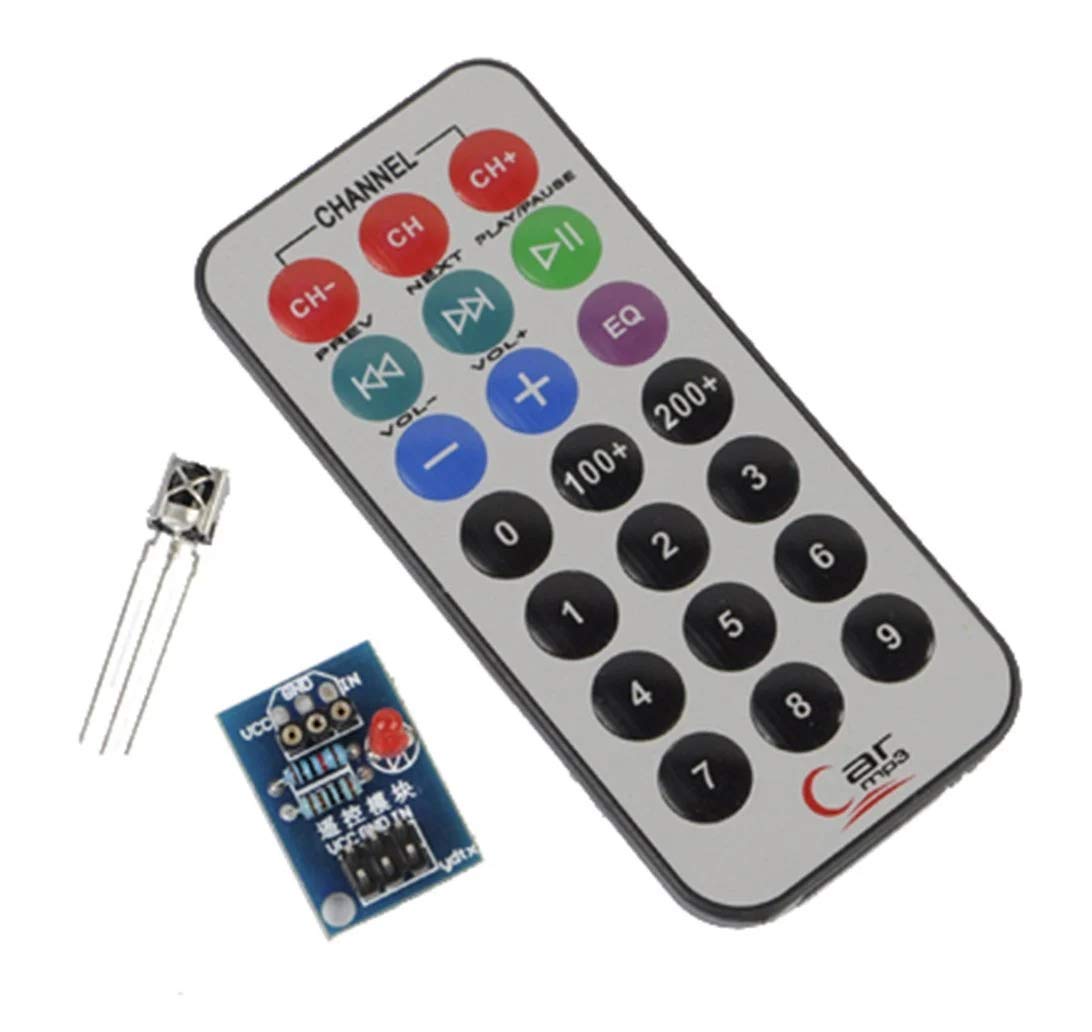 CHANNEL
CH- CH CH+
PREV NEXT PLAY/PAUSE
VOL- VOL+ EQ
0 100+ 200+
1 2 3
4 5 6
7 8 9
Car
mp3
VCC GND IN
遥控模块
VCC GND IN
ydtx